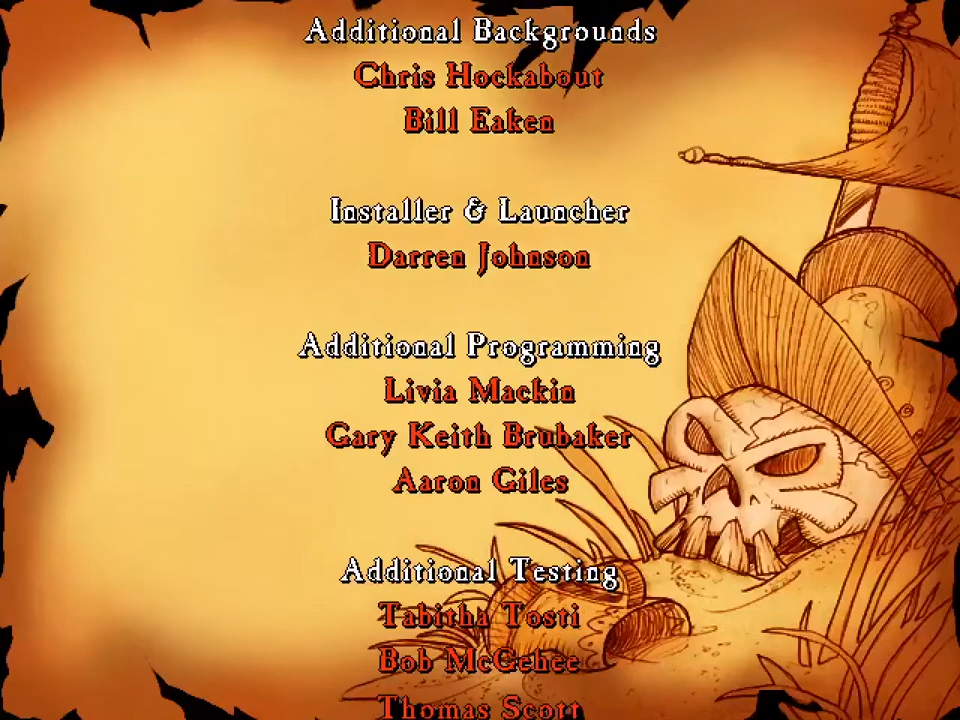 Additional Backgrounds
Chris Hockabout
Bill Eaken
Installer & Launcher
Darren Johnson
Additional Programming
Livia Mackin
Gary Keith Brubaker
Aaron Giles
Additional Testing
Tabitha Tosti
Bob McGehee
Thomas Scott